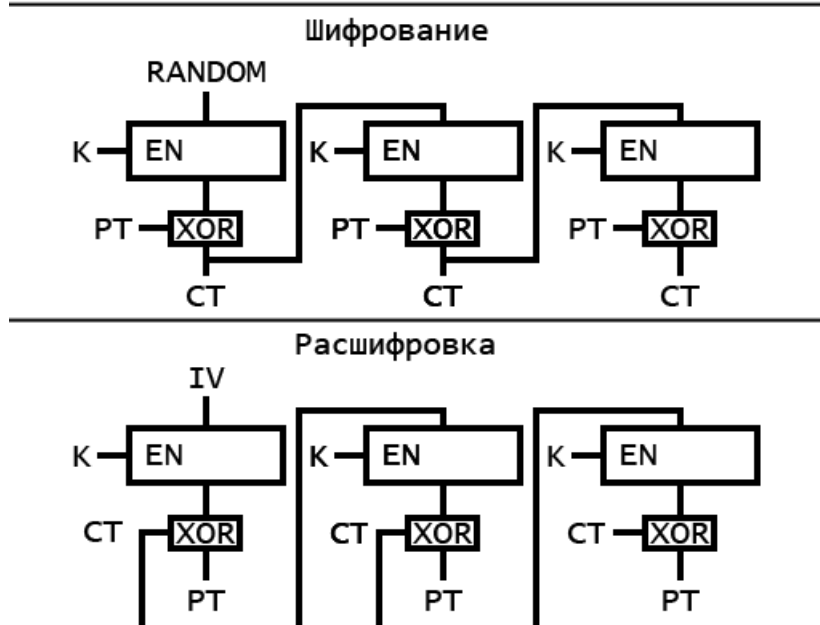 Шифрование
RANDOM
K EN K EN K EN
PT XOR PT XOR PT XOR
CT CT CT
Расшифровка
IV
K EN K EN K EN
CT XOR CT XOR CT XOR
PT PT PT